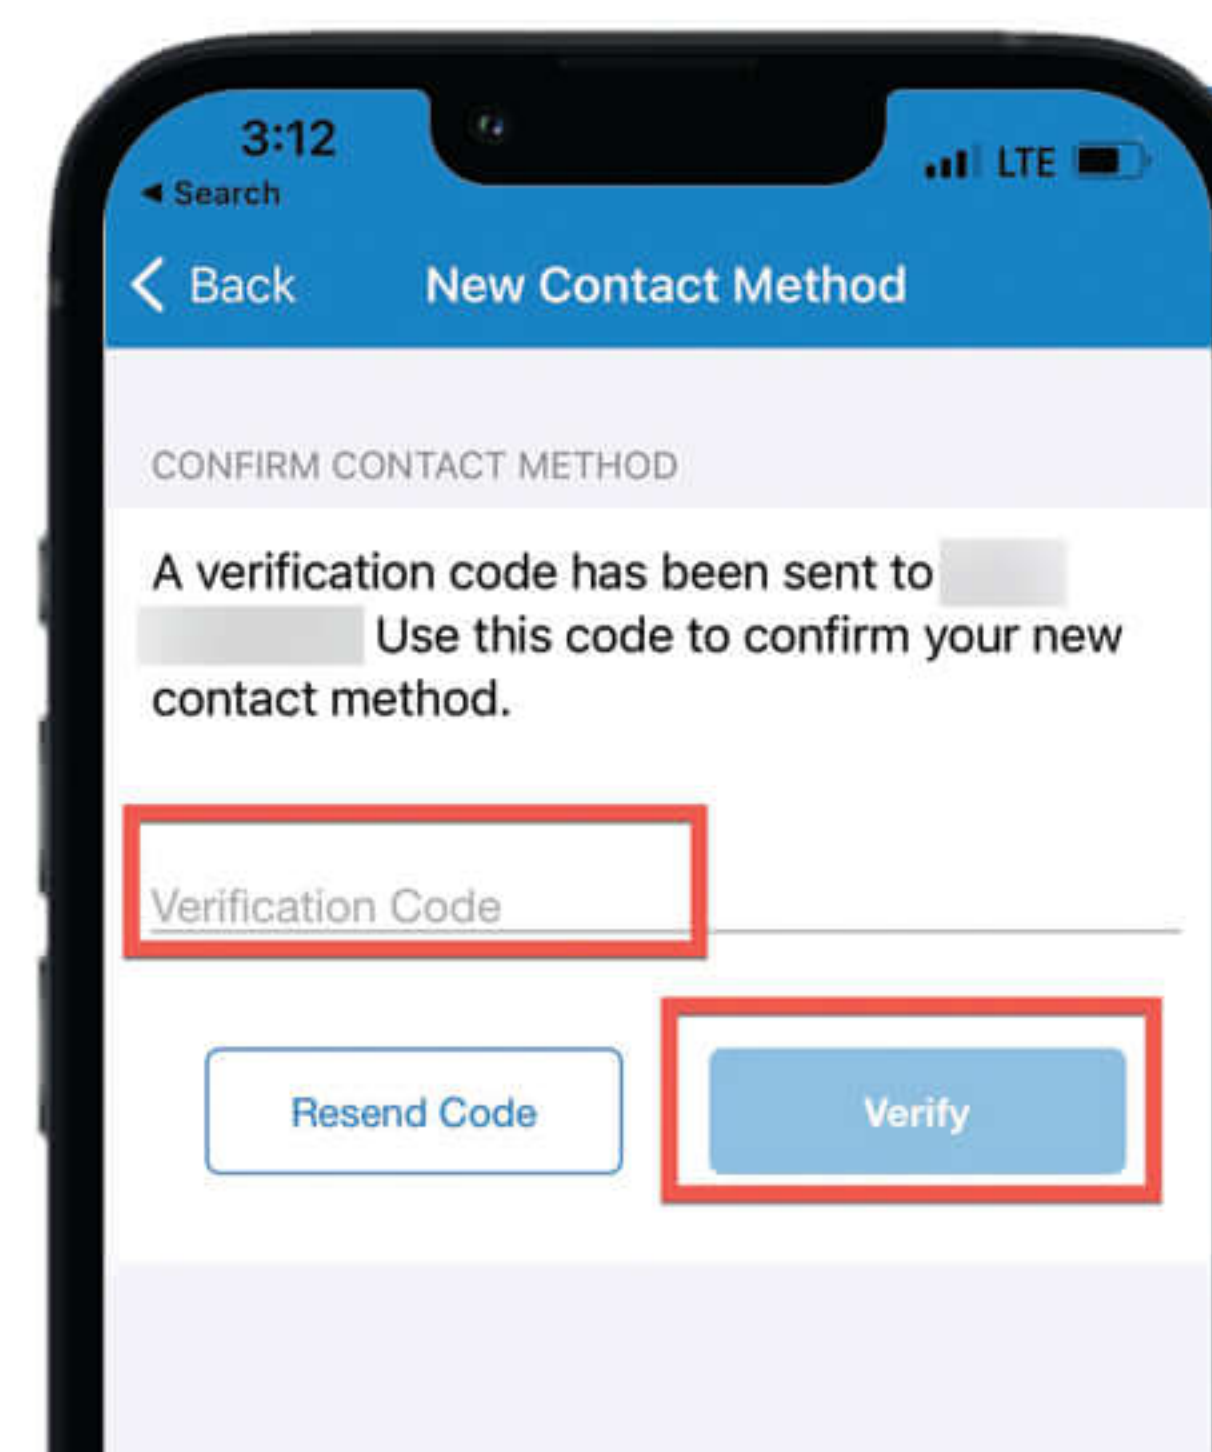 3:12
LTE
Search
Back
New Contact Method
CONFIRM CONTACT METHOD
A verification code has been sent to
Use this code to confirm your new
contact method.
Verification Code
Resend Code
Verify